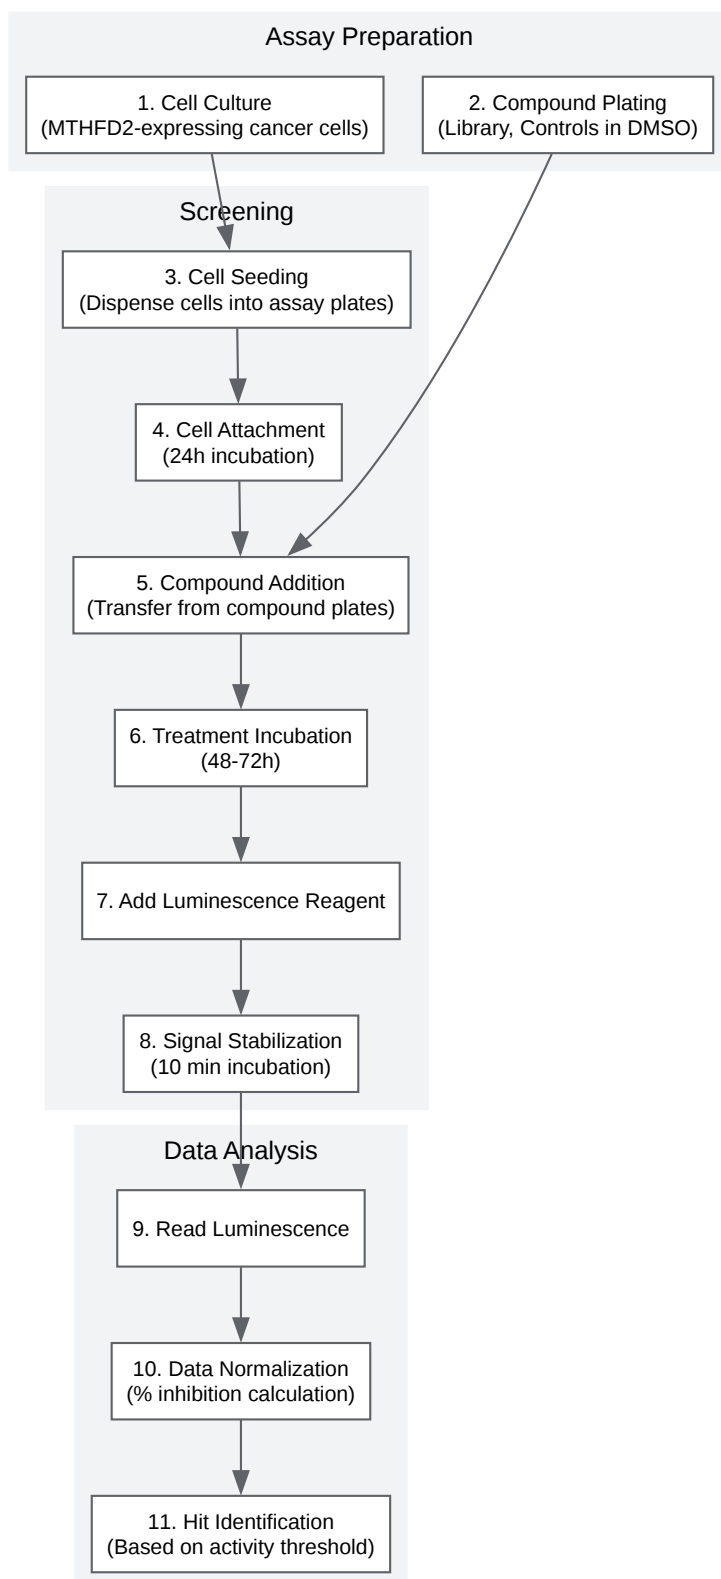 Assay Preparation
1. Cell Culture
(MTHFD2-expressing cancer cells)
2. Compound Plating
(Library, Controls in DMSO)
Screening
3. Cell Seeding
(Dispense cells into assay plates)
4. Cell Attachment
(24h incubation)
5. Compound Addition
(Transfer from compound plates)
6. Treatment Incubation
(48-72h)
7. Add Luminescence Reagent
8. Signal Stabilization
(10 min incubation)
Data Analysis
9. Read Luminescence
10. Data Normalization
(% inhibition calculation)
11. Hit Identification
(Based on activity threshold)